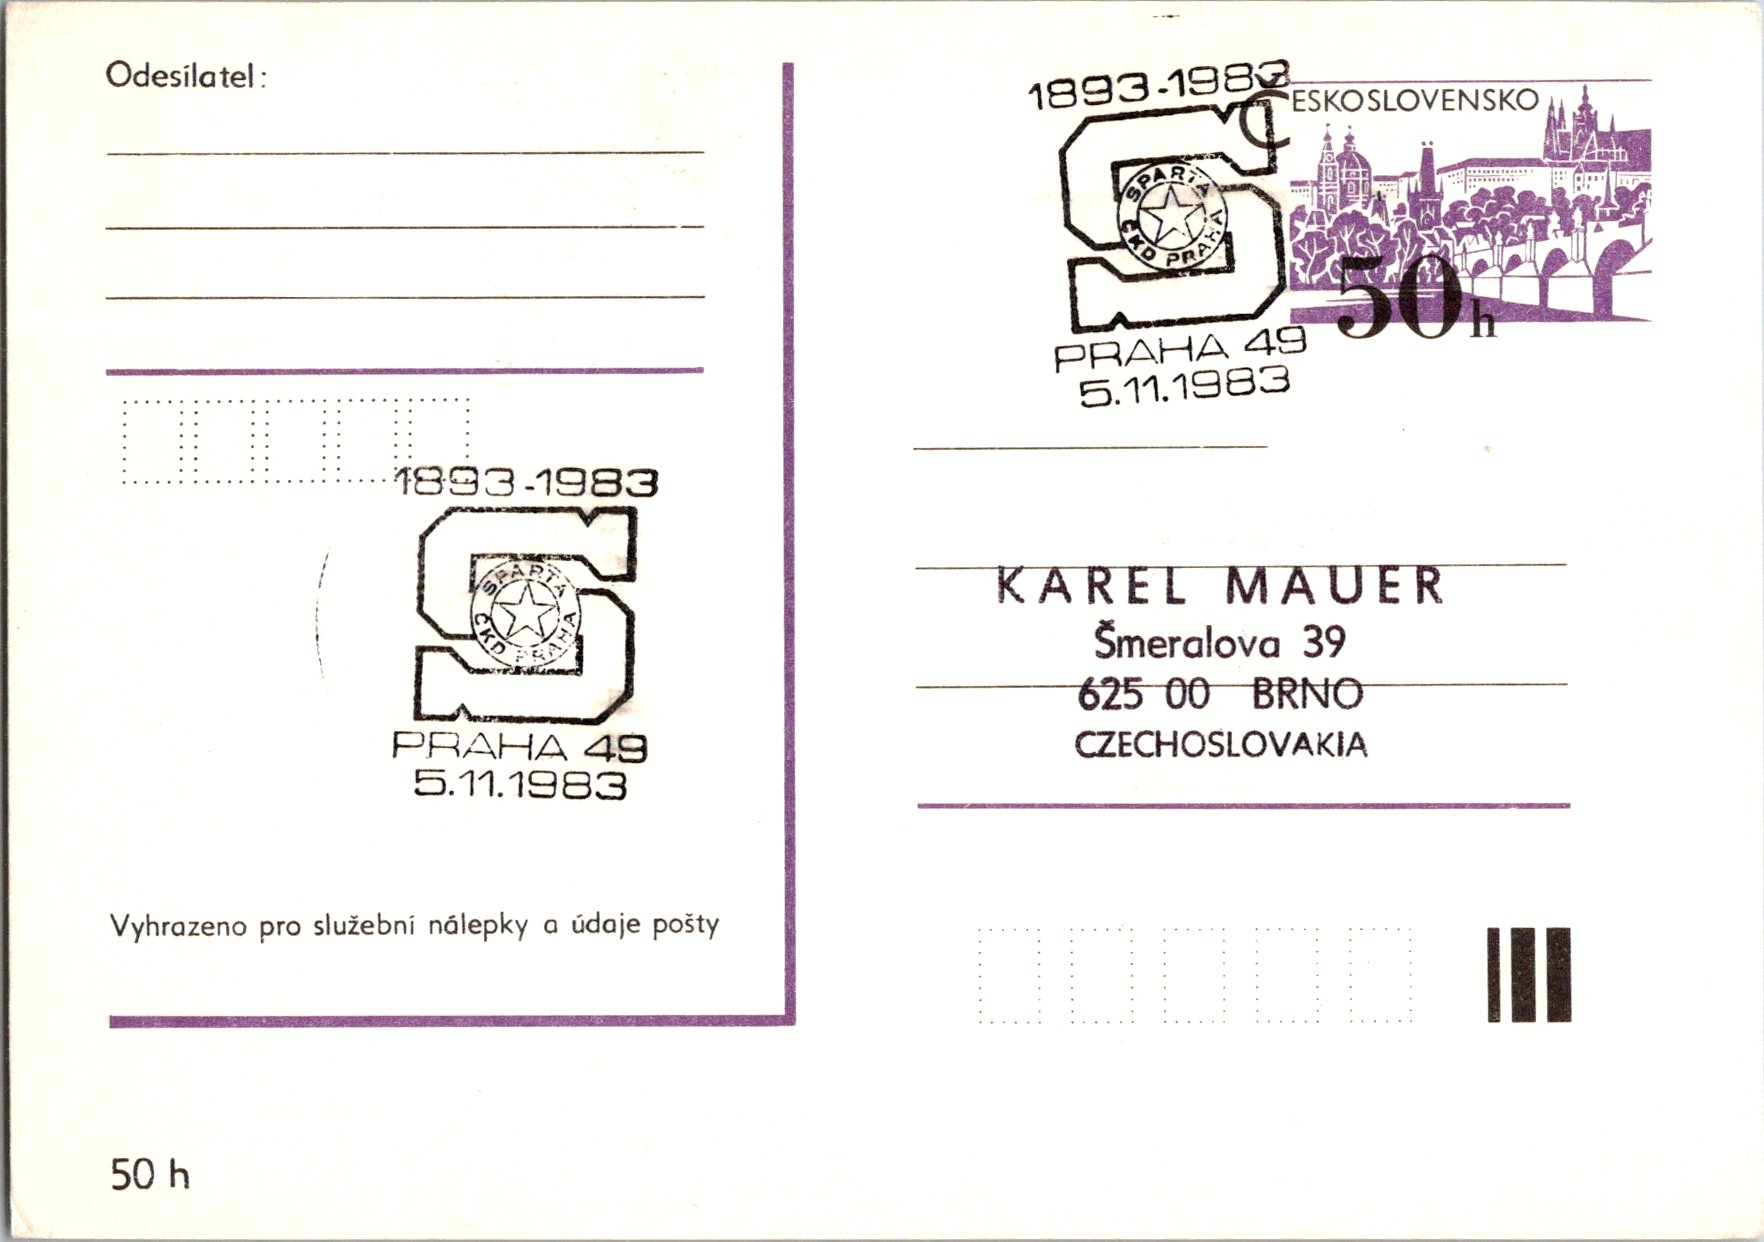 Odesílatel:
1893-1983
SPARTA
ČKD PRAHA
PRAHA 49
5.11.1983
Vyhrazeno pro služební nálepky a údaje pošty
50 h
1893-1983
SPARTA
ČKD PRAHA
PRAHA 49
5.11.1983
ČESKOSLOVENSKO
50h
KAREL MAUER
Šmeralova 39
625 00 BRNO
CZECHOSLOVAKIA